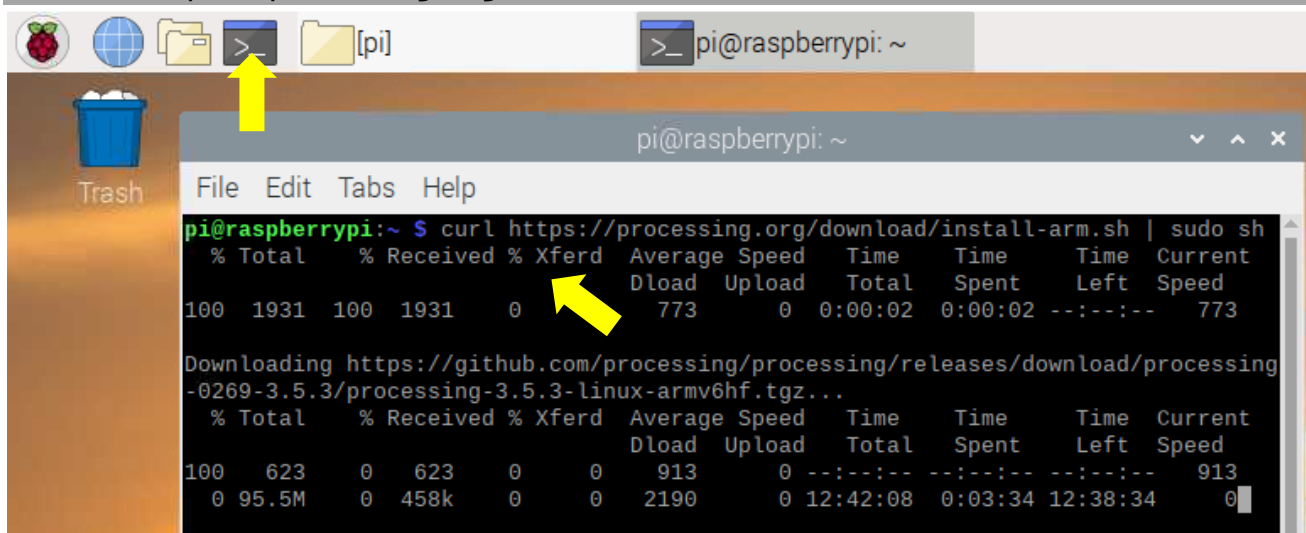 [pi]
>_ pi@raspberrypi: ~
pi@raspberrypi: ~
Trash
File Edit Tabs Help
pi@raspberrypi:~ $ curl https://processing.org/download/install-arm.sh | sudo sh
% Total % Received % Xferd Average Speed Time Time Time Current
Dload Upload Total Spent Left Speed
100 1931 100 1931 0 773 0 0:00:02 0:00:02 --:--:-- 773
Downloading https://github.com/processing/processing/releases/download/processing
-0269-3.5.3/processing-3.5.3-linux-armv6hf.tgz...
% Total % Received % Xferd Average Speed Time Time Time Current
Dload Upload Total Spent Left Speed
100 623 0 623 0 0 913 0 --:--:-- --:--:-- --:--:-- 913
0 95.5M 0 458k 0 0 2190 0 12:42:08 0:03:34 12:38:34 0